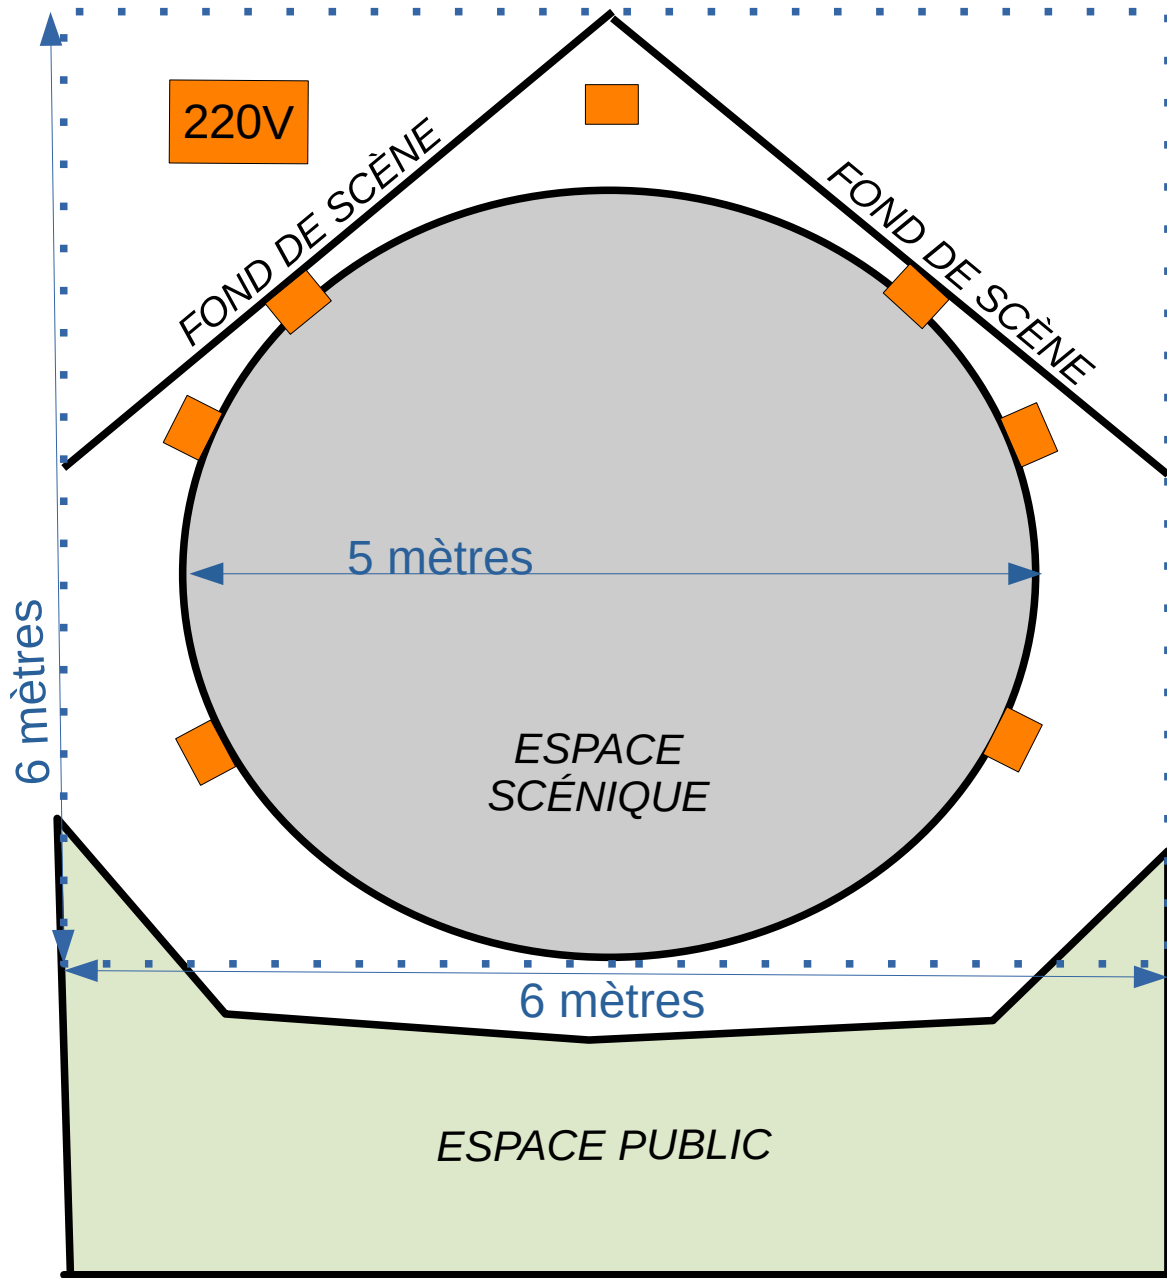 220V
FOND DE SCÈNE
FOND DE SCÈNE
5 mètres
6 mètres
ESPACE
SCÉNIQUE
6 mètres
ESPACE PUBLIC